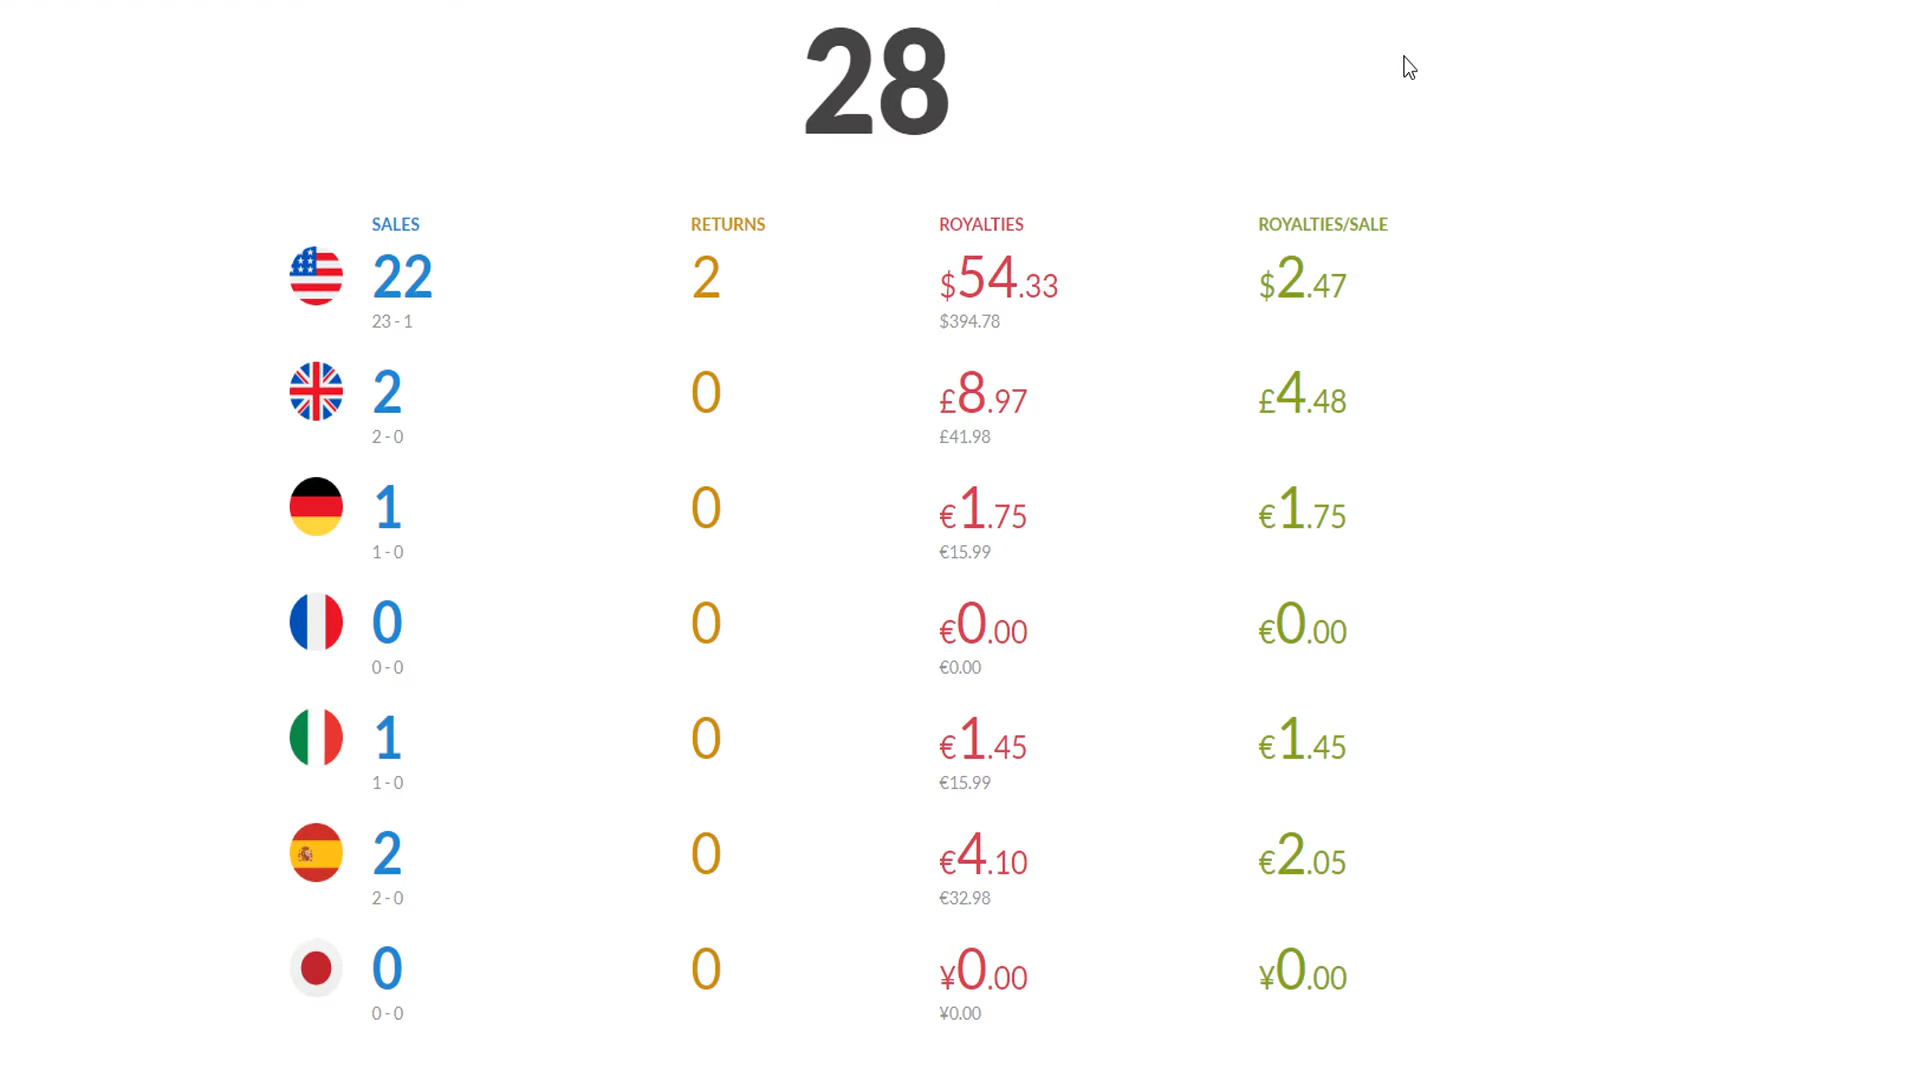 28
SALES RETURNS ROYALTIES ROYALTIES/SALE
22 2 $54.33 $2.47
23 - 1 $394.78
2 0 £8.97 £4.48
2 - 0 £41.98
1 0 €1.75 €1.75
1 - 0 €15.99
0 0 €0.00 €0.00
0 - 0 €0.00
1 0 €1.45 €1.45
1 - 0 €15.99
2 0 €4.10 €2.05
2 - 0 €32.98
0 0 ¥0.00 ¥0.00
0 - 0 ¥0.00